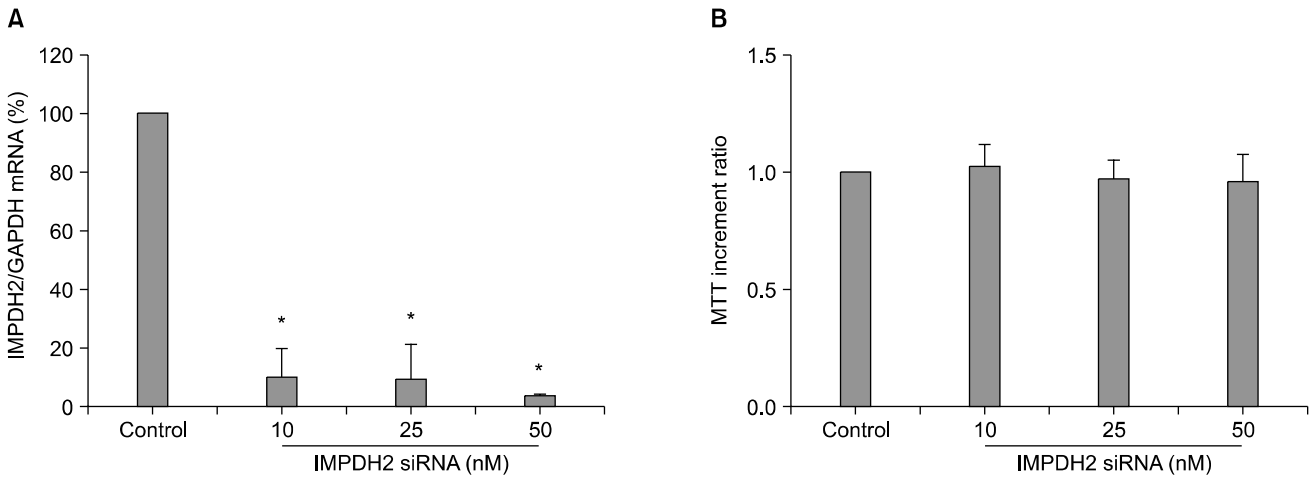 A
IMPDH2/GAPDH mRNA (%)
120
100
80
60
40
20
0
*
*
*
Control
10
25
50
IMPDH2 siRNA (nM)
B
MTT increment ratio
1.5
1.0
0.5
0.0
Control
10
25
50
IMPDH2 siRNA (nM)